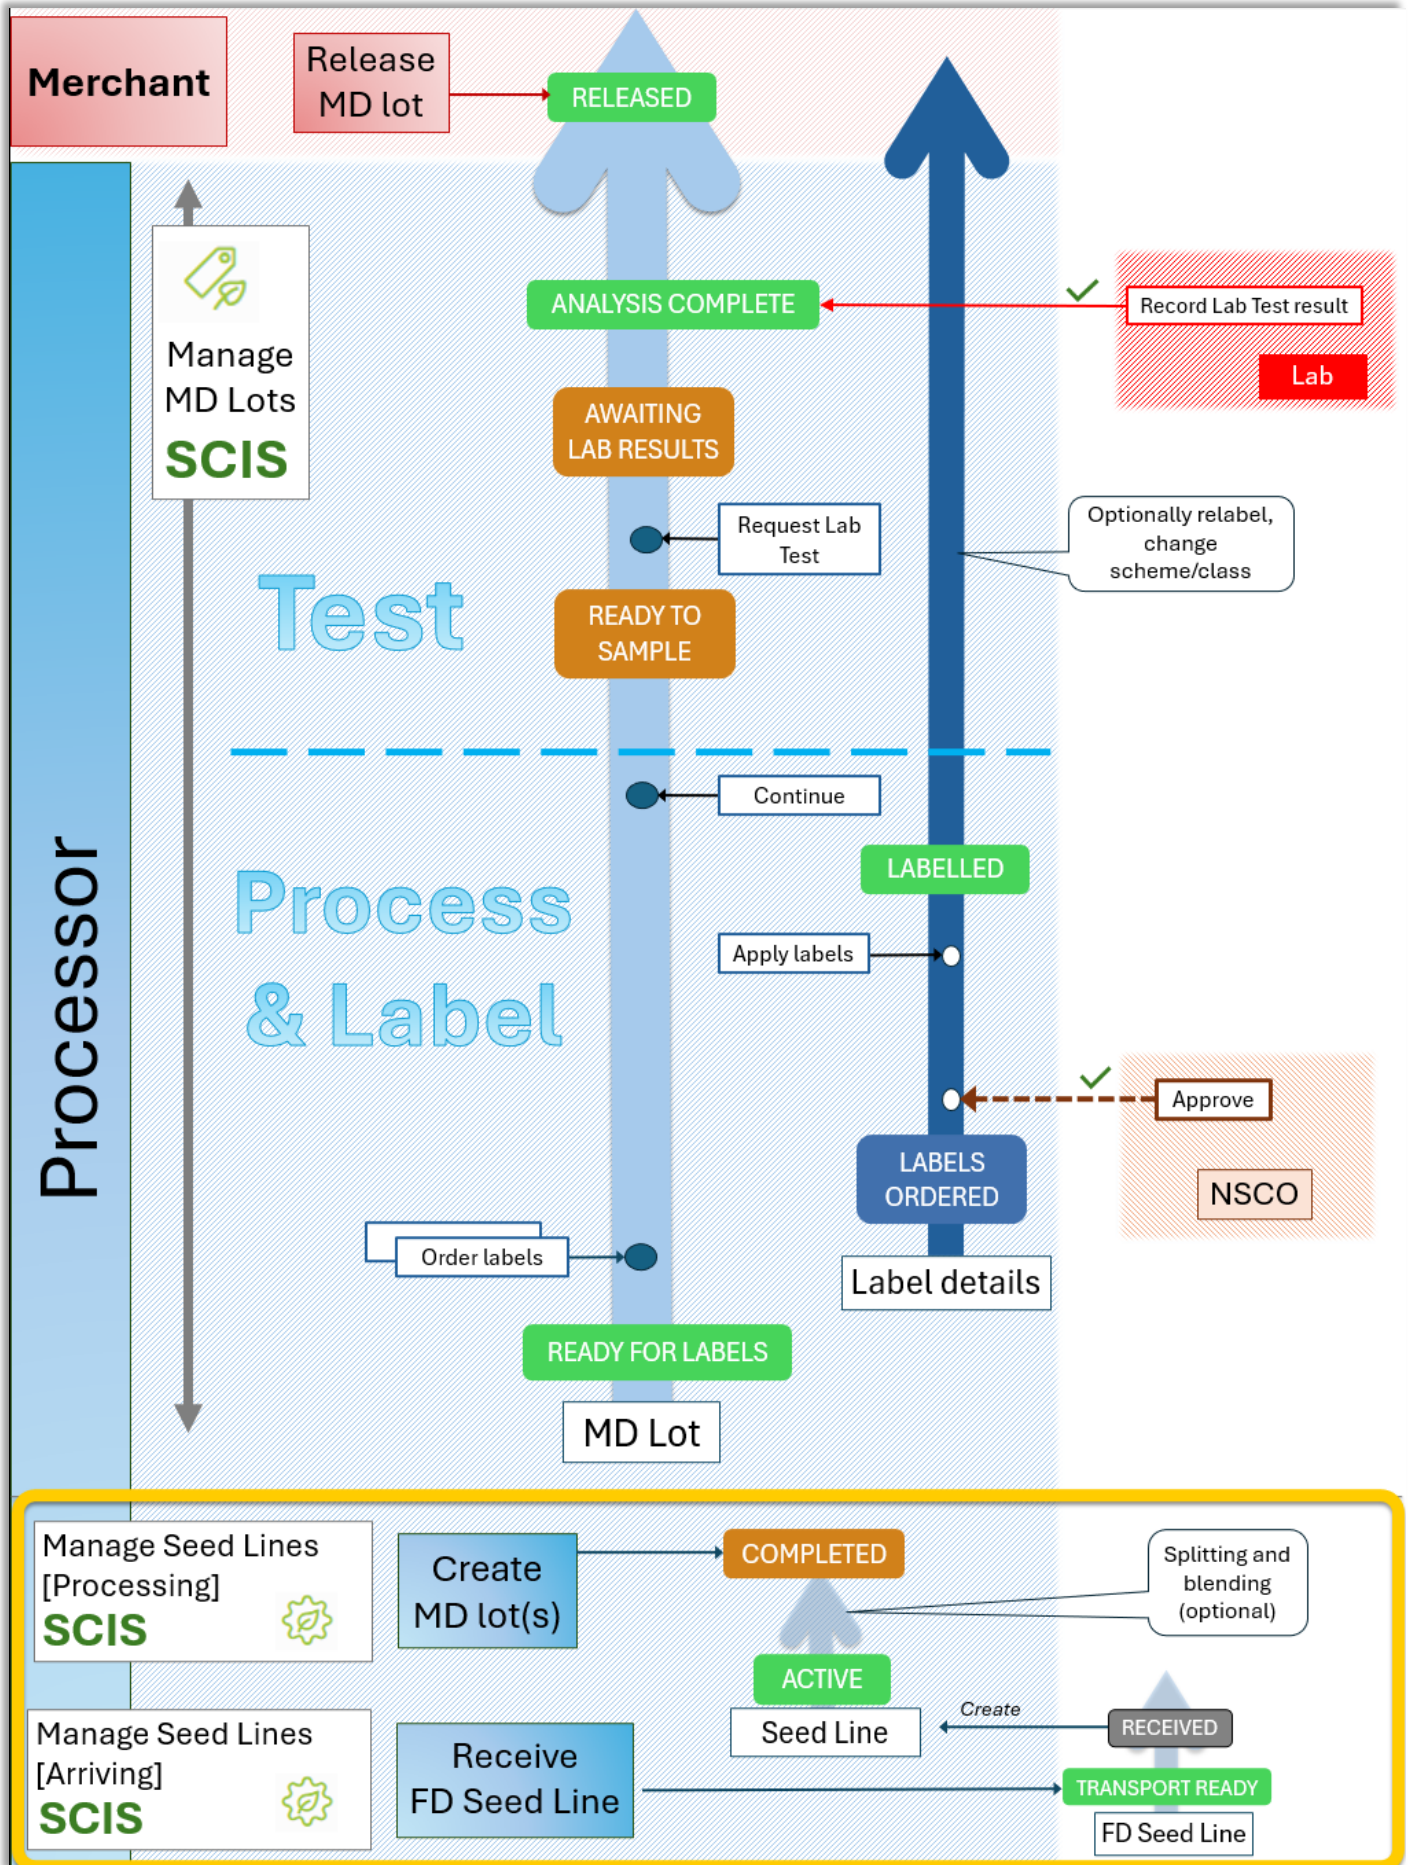 Merchant
Release
MD lot
RELEASED
Manage
MD Lots
SCIS
ANALYSIS COMPLETE
Record Lab Test result
Lab
AWAITING
LAB RESULTS
Request Lab
Test
Optionally relabel,
change
scheme/class
Test
READY TO
SAMPLE
Continue
Processor
Process
& Label
LABELLED
Apply labels
Approve
LABELS
ORDERED
NSCO
Order labels
Label details
READY FOR LABELS
MD Lot
Manage Seed Lines
[Processing]
SCIS
Create
MD lot(s)
COMPLETED
Splitting and
blending
(optional)
ACTIVE
Seed Line
Create
RECEIVED
Manage Seed Lines
[Arriving]
SCIS
Receive
FD Seed Line
TRANSPORT READY
FD Seed Line